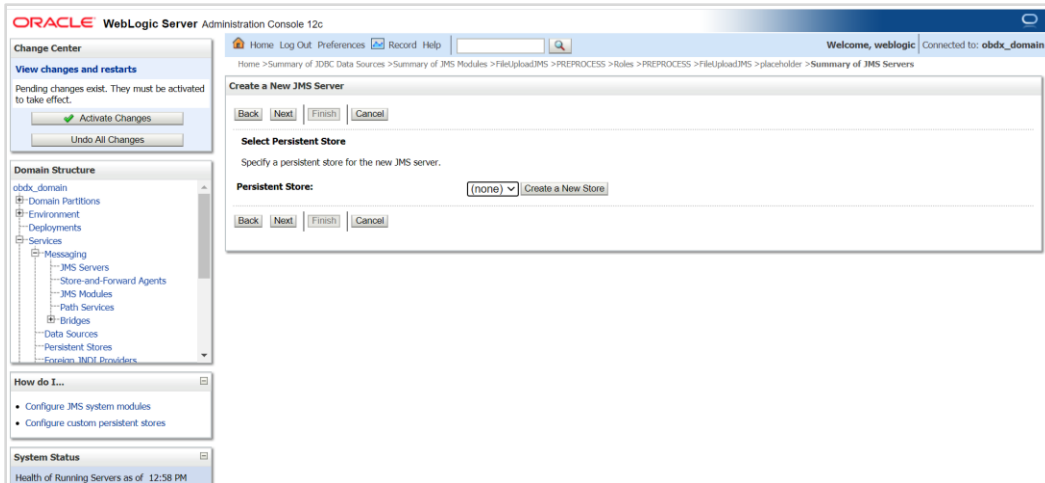 ORACLE WebLogic Server Administration Console 12c
Change Center
View changes and restarts
Pending changes exist. They must be activated
to take effect.
Activate Changes
Undo All Changes
Domain Structure
obdx_domain
Domain Partitions
Environment
Deployments
Services
Messaging
JMS Servers
Store-and-Forward Agents
JMS Modules
Path Services
Bridges
Data Sources
Persistent Stores
Foreign JNDI Providers
How do I...
Configure JMS system modules
Configure custom persistent stores
System Status
Health of Running Servers as of 12:58 PM
Home Log Out Preferences Record Help
Welcome, weblogic Connected to: obdx_domain
Home >Summary of JDBC Data Sources >Summary of JMS Modules >FileUploadJMS >PREPROCESS >Roles >PREPROCESS >FileUploadJMS >placeholder >Summary of JMS Servers
Create a New JMS Server
Back Next Finish Cancel
Select Persistent Store
Specify a persistent store for the new JMS server.
Persistent Store: (none) Create a New Store
Back Next Finish Cancel